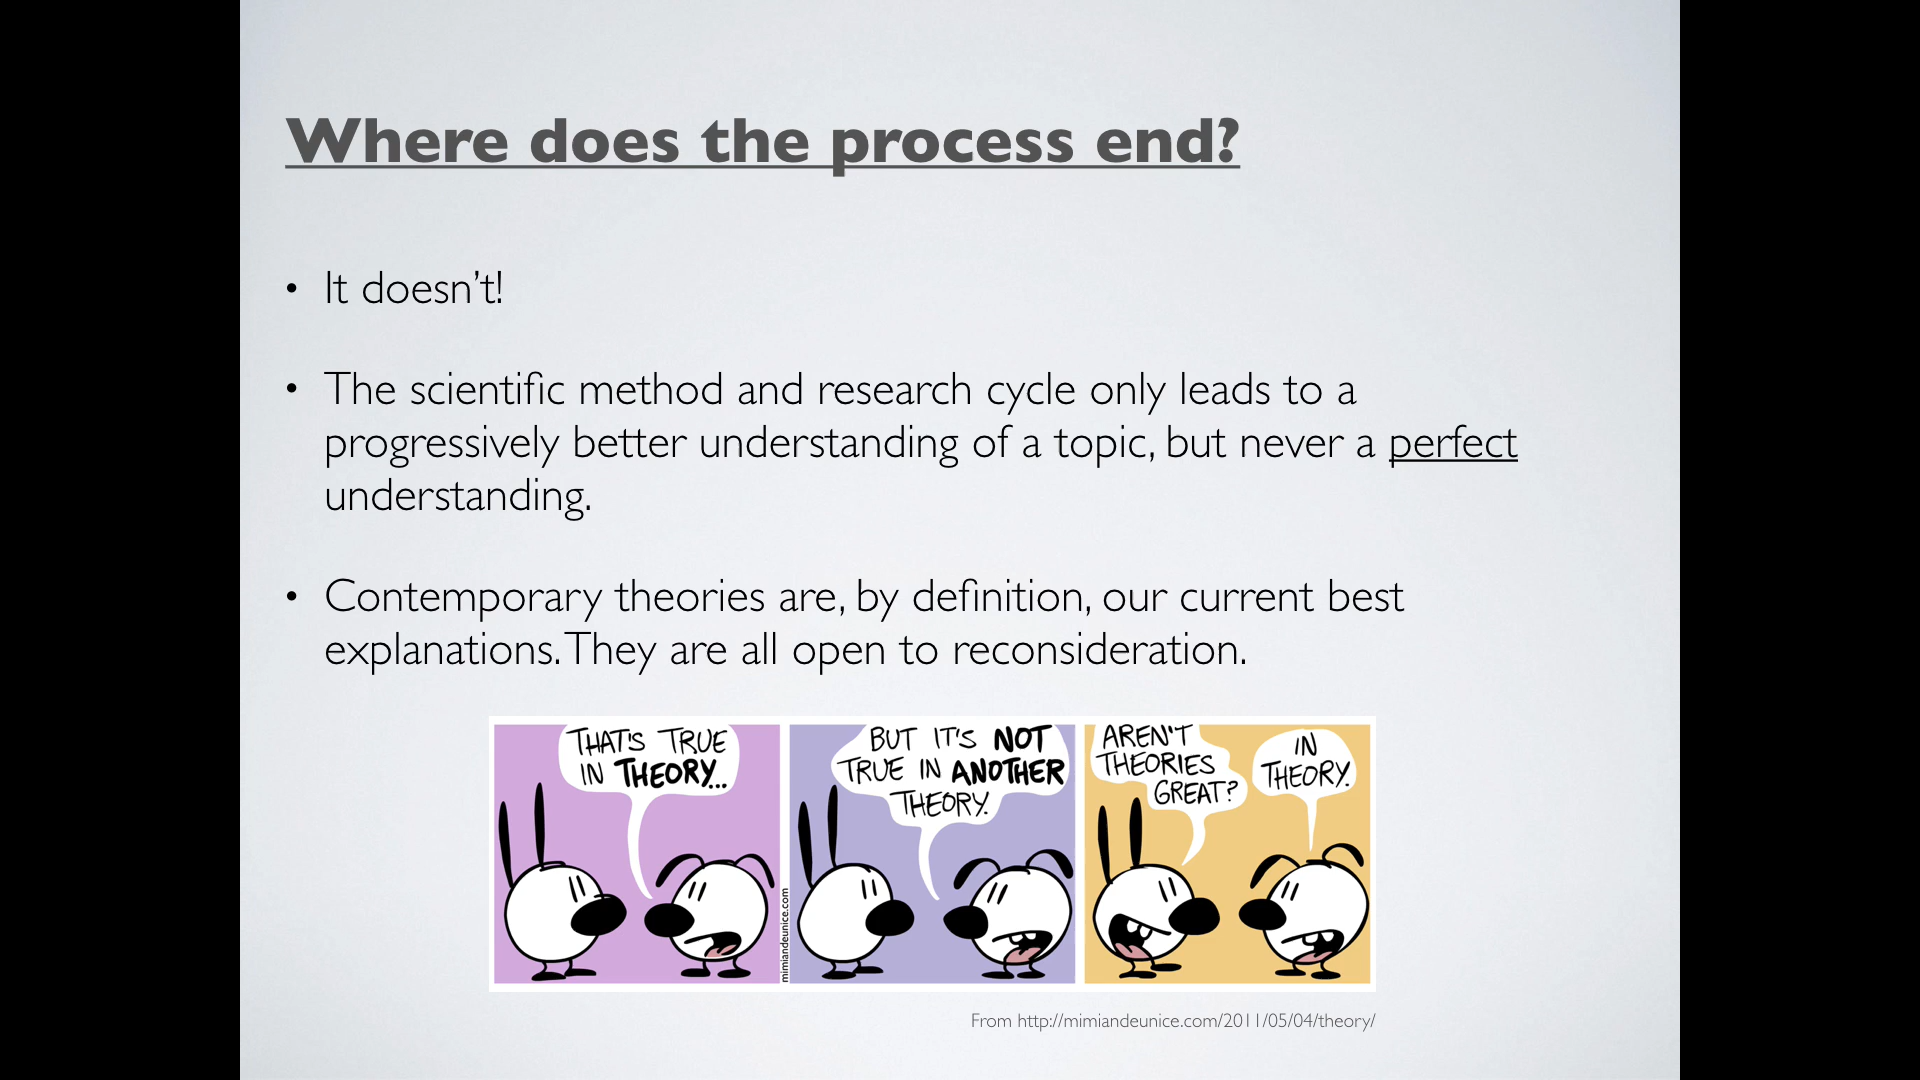 Where does the process end?
• It doesn’t!
• The scientific method and research cycle only leads to a
progressively better understanding of a topic, but never a perfect
understanding.
• Contemporary theories are, by definition, our current best
explanations. They are all open to reconsideration.
THAT'S TRUE
IN THEORY...
BUT IT'S NOT
TRUE IN ANOTHER
THEORY.
AREN'T
THEORIES
GREAT?
IN
THEORY.
mimiandeunice.com
From http://mimiandeunice.com/2011/05/04/theory/